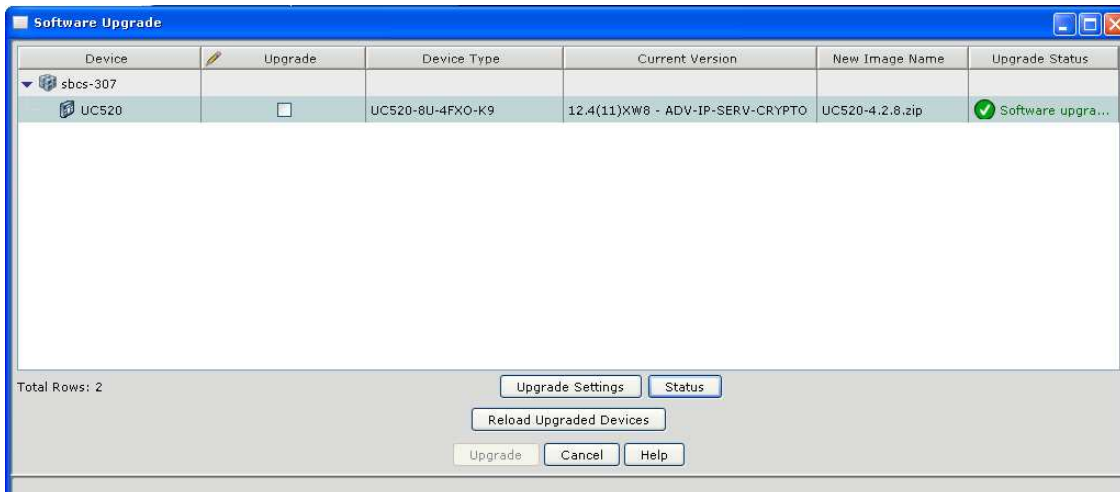 Software Upgrade
Device Upgrade Device Type Current Version New Image Name Upgrade Status
sbcs-307
UC520 UC520-8U-4FXO-K9 12.4(11)XW8 - ADV-IP-SERV-CRYPTO UC520-4.2.8.zip Software upgra...
Total Rows: 2 Upgrade Settings Status
Reload Upgraded Devices
Upgrade Cancel Help